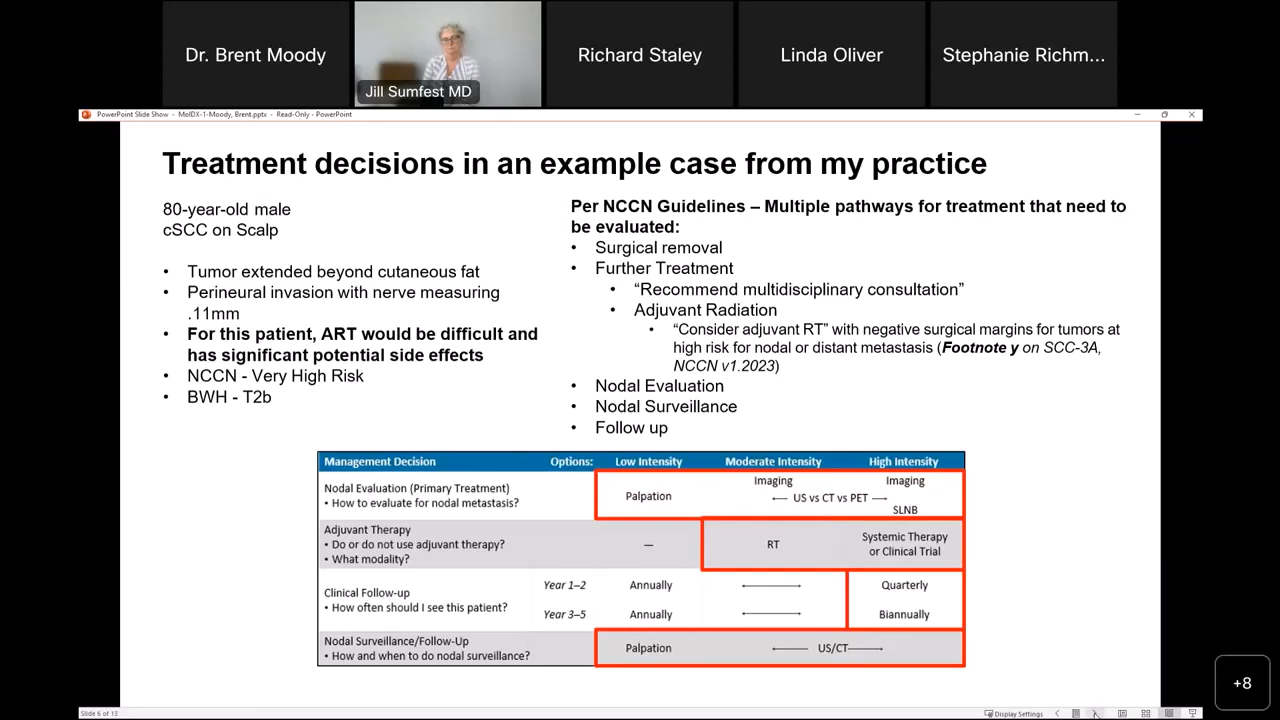 Dr. Brent Moody
Jill Sumfest MD
Richard Staley
Linda Oliver
Stephanie Richm...
PowerPoint Slide Show - MolDX-1-Moody, Brent.pptx - Read-Only - PowerPoint
Treatment decisions in an example case from my practice
80-year-old male
cSCC on Scalp
• Tumor extended beyond cutaneous fat
• Perineural invasion with nerve measuring
.11mm
• For this patient, ART would be difficult and
has significant potential side effects
• NCCN - Very High Risk
• BWH - T2b
Per NCCN Guidelines – Multiple pathways for treatment that need to
be evaluated:
• Surgical removal
• Further Treatment
• “Recommend multidisciplinary consultation”
• Adjuvant Radiation
• “Consider adjuvant RT” with negative surgical margins for tumors at
high risk for nodal or distant metastasis (Footnote y on SCC-3A,
NCCN v1.2023)
• Nodal Evaluation
• Nodal Surveillance
• Follow up
Management Decision Options: Low Intensity Moderate Intensity High Intensity
Nodal Evaluation (Primary Treatment)
• How to evaluate for nodal metastasis?
Palpation
Imaging Imaging
← US vs CT vs PET →
SLNB
Adjuvant Therapy
• Do or do not use adjuvant therapy?
• What modality?
— RT
Systemic Therapy
or Clinical Trial
Clinical Follow-up
• How often should I see this patient?
Year 1–2 Annually ⟷ Quarterly
Year 3–5 Annually ⟷ Biannually
Nodal Surveillance/Follow-Up
• How and when to do nodal surveillance?
Palpation ← US/CT →
+8
Slide 6 of 13
Display Settings